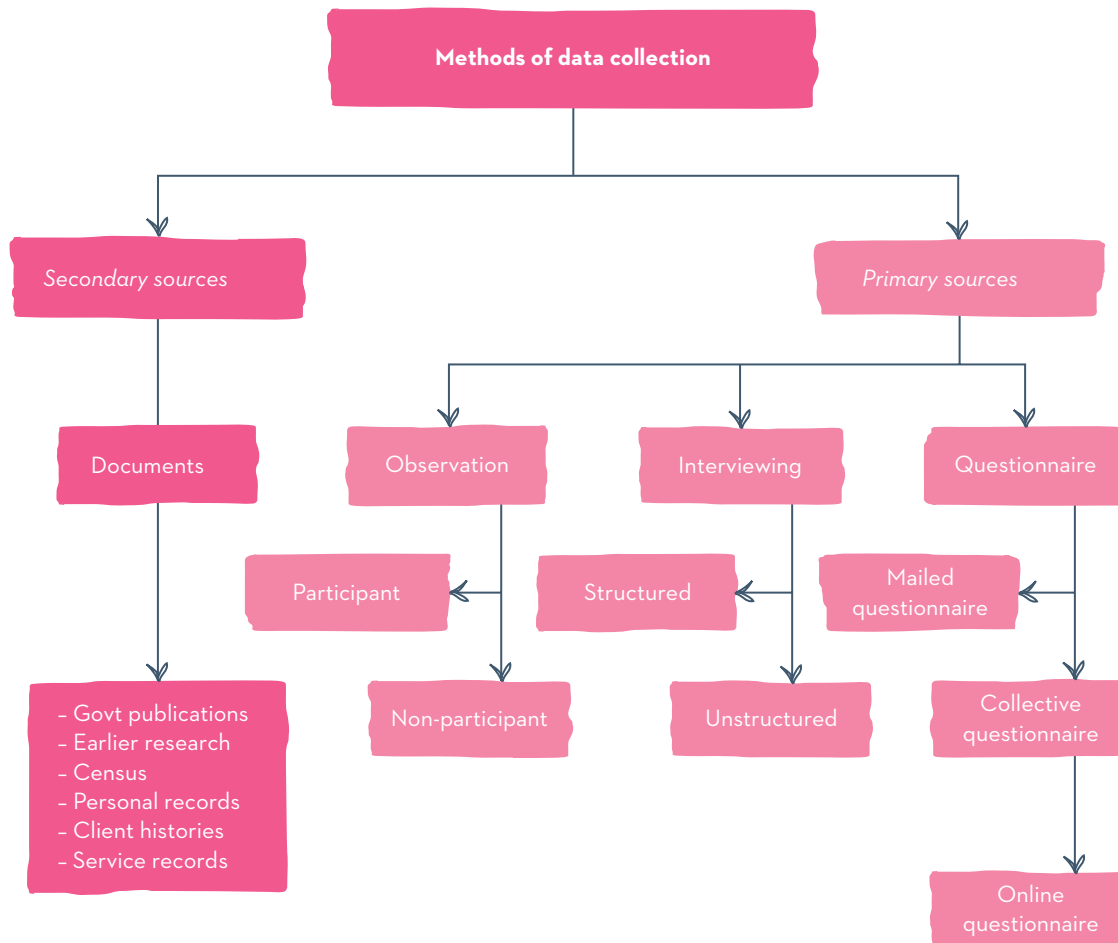 Methods of data collection
Secondary sources
Primary sources
Documents
Observation
Interviewing
Questionnaire
Participant
Structured
Mailed
questionnaire
Non-participant
Unstructured
Collective
questionnaire
– Govt publications
– Earlier research
– Census
– Personal records
– Client histories
– Service records
Online
questionnaire